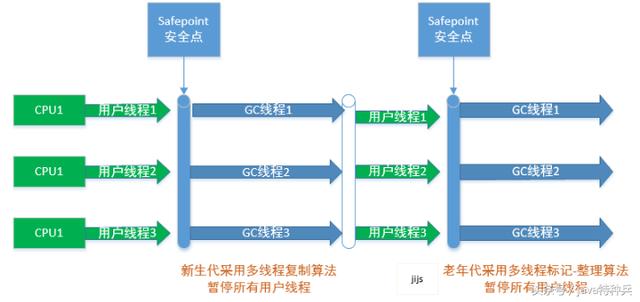 Safepoint
安全点
Safepoint
安全点
CPU1
用户线程1
GC线程1
用户线程1
GC线程1
CPU1
用户线程2
GC线程2
用户线程2
GC线程2
CPU1
用户线程3
GC线程3
用户线程3
GC线程3
新生代采用多线程复制算法
暂停所有用户线程
jijs
老年代采用多线程标记-整理算法
暂停所有用户线程
头条号/java特种兵